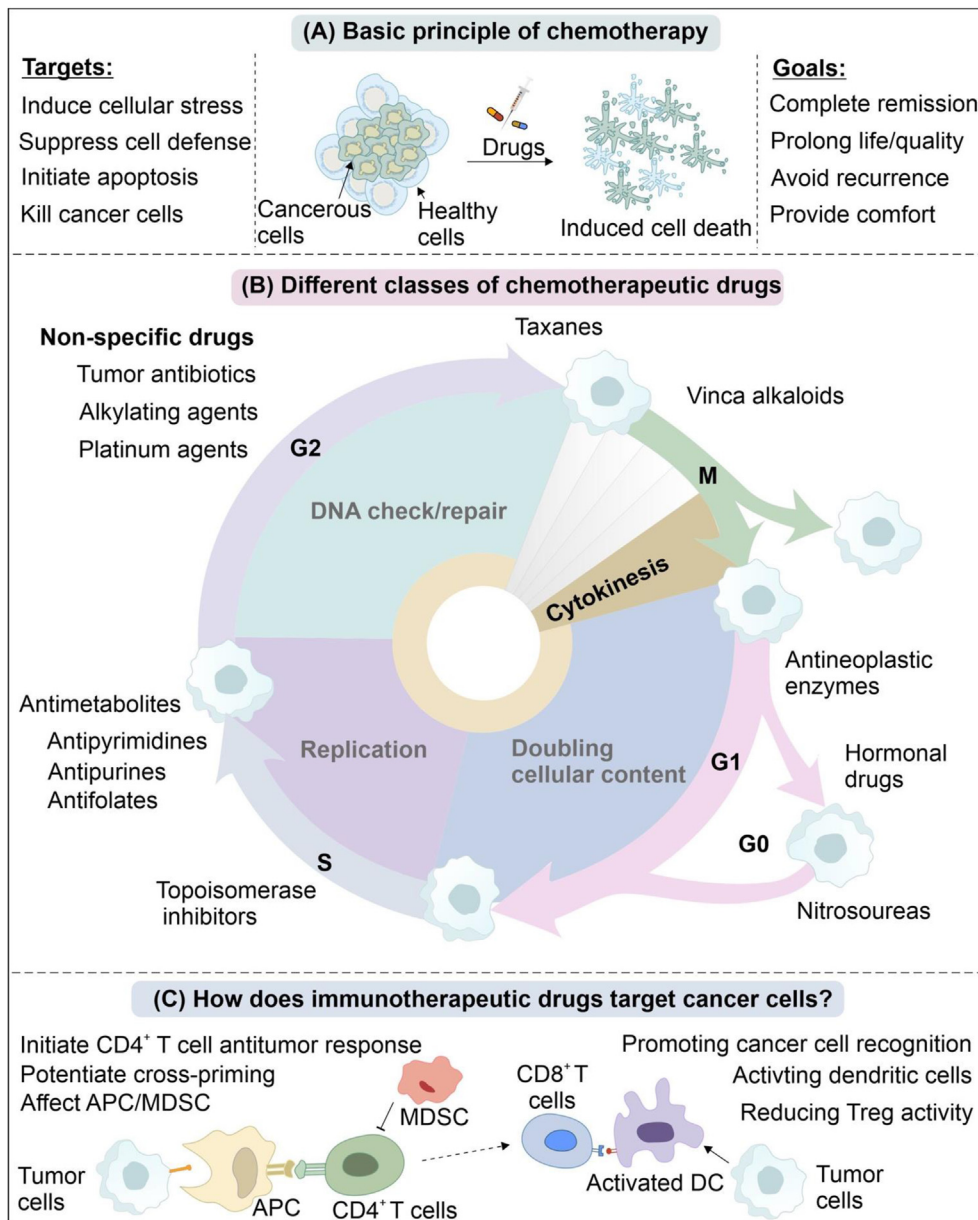 (A) Basic principle of chemotherapy
Targets:
Induce cellular stress
Suppress cell defense
Initiate apoptosis
Kill cancer cells
Cancerous
cells
Healthy
cells
Drugs
Induced cell death
Goals:
Complete remission
Prolong life/quality
Avoid recurrence
Provide comfort
(B) Different classes of chemotherapeutic drugs
Non-specific drugs
Tumor antibiotics
Alkylating agents
Platinum agents
Taxanes
Vinca alkaloids
G2
M
DNA check/repair
Cytokinesis
Antineoplastic
enzymes
Antimetabolites
Antipyrimidines
Antipurines
Antifolates
Replication
Doubling
cellular content
G1
Hormonal
drugs
G0
S
Topoisomerase
inhibitors
Nitrosoureas
(C) How does immunotherapeutic drugs target cancer cells?
Initiate CD4⁺ T cell antitumor response
Potentiate cross-priming
Affect APC/MDSC
MDSC
Tumor
cells
APC
CD4⁺ T cells
CD8⁺ T
cells
Activated DC
Promoting cancer cell recognition
Activting dendritic cells
Reducing Treg activity
Tumor
cells